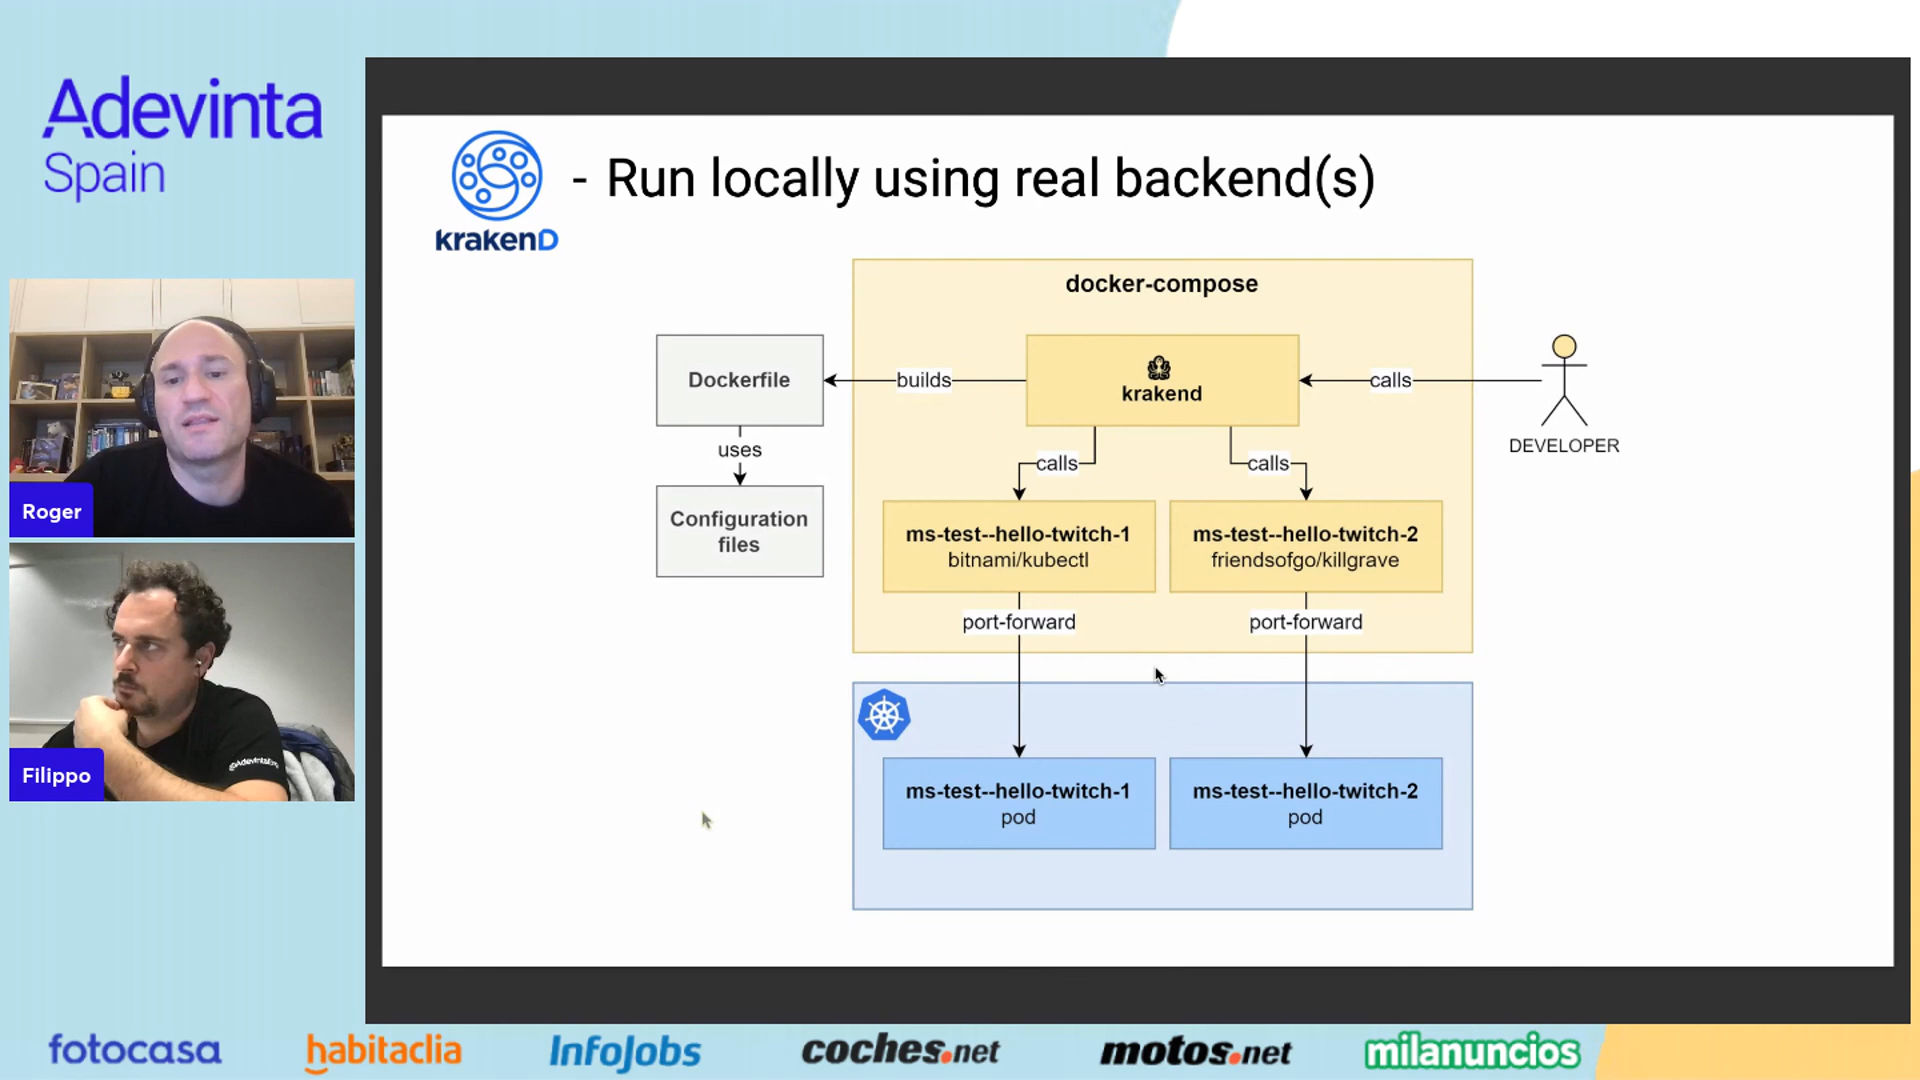 Adevinta
Spain
krakenD
- Run locally using real backend(s)
docker-compose
Dockerfile
builds
krakend
calls
DEVELOPER
uses
calls
calls
Configuration
files
ms-test--hello-twitch-1
bitnami/kubectl
ms-test--hello-twitch-2
friendsofgo/killgrave
port-forward
port-forward
ms-test--hello-twitch-1
pod
ms-test--hello-twitch-2
pod
Roger
Filippo
fotocasa
habitaclia
InfoJobs
coches.net
motos.net
milanuncios